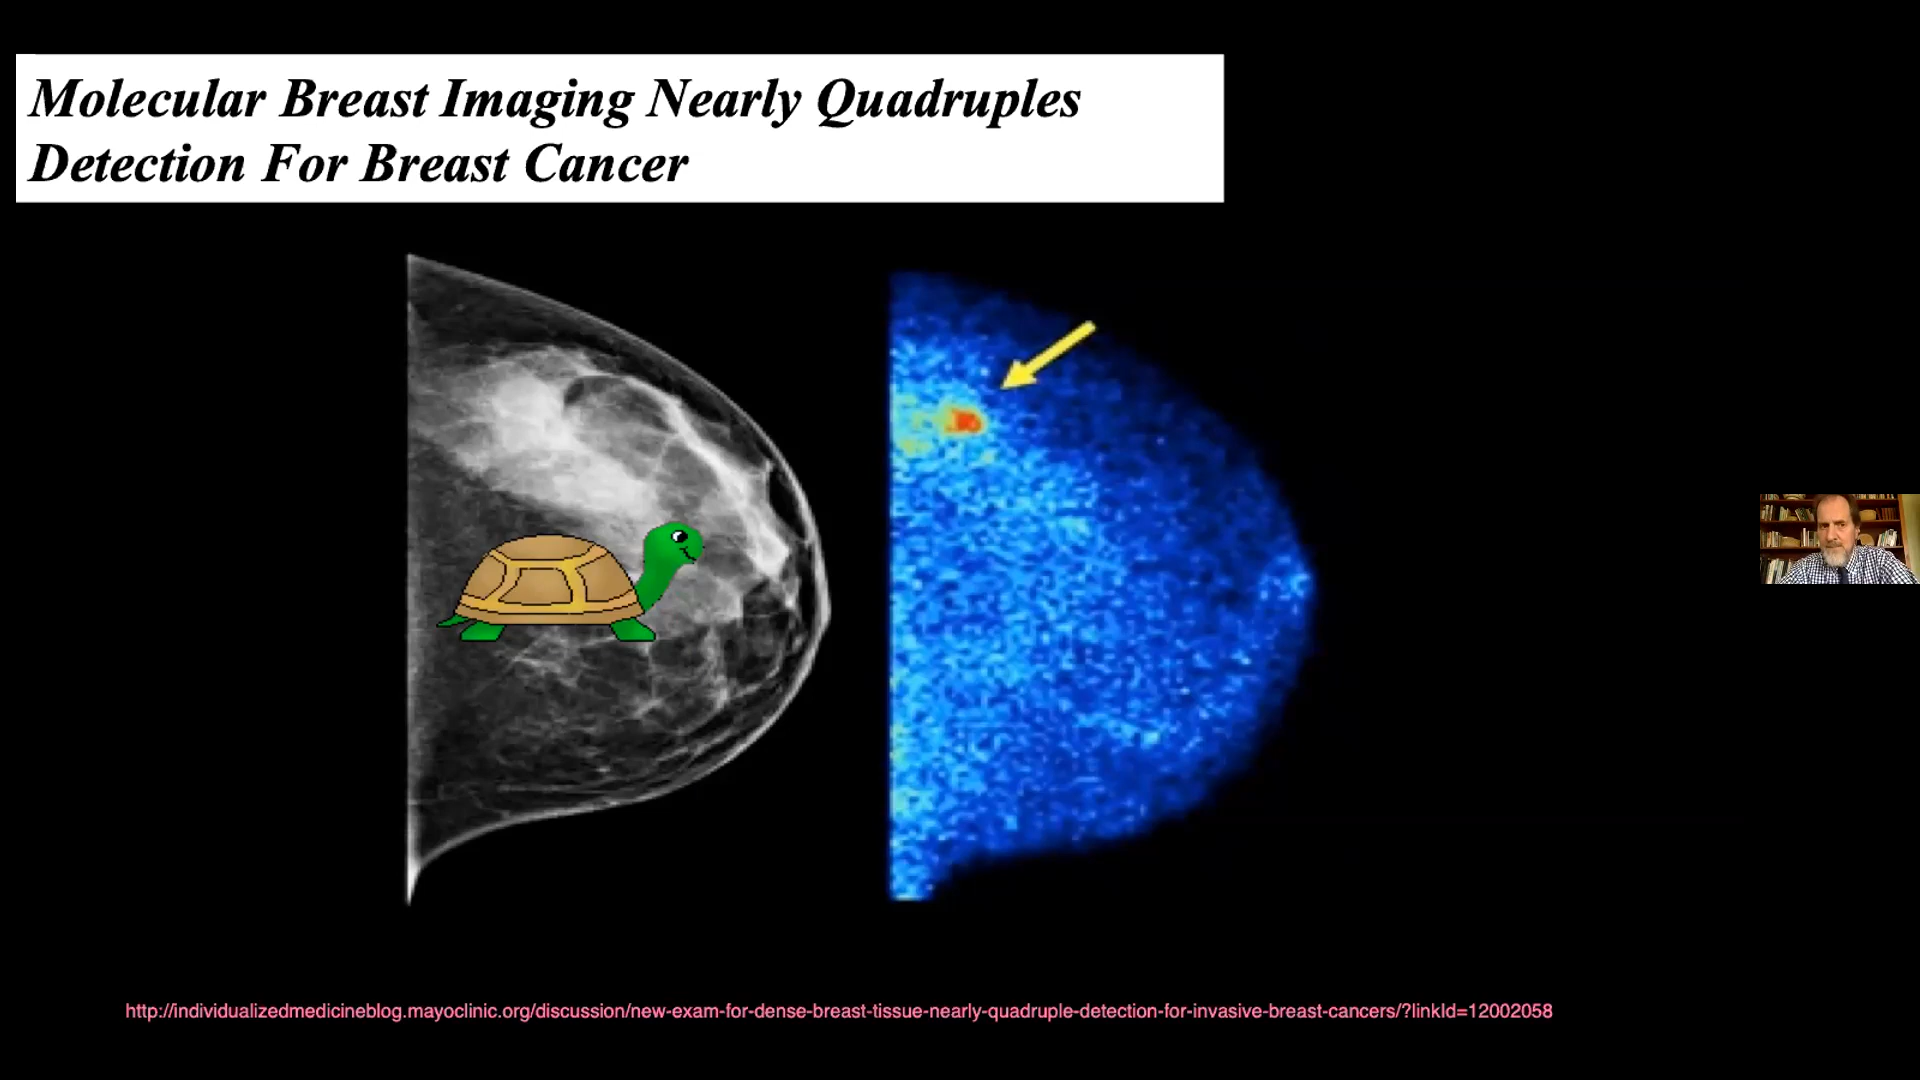 Molecular Breast Imaging Nearly Quadruples
Detection For Breast Cancer
http://individualizedmedicineblog.mayoclinic.org/discussion/new-exam-for-dense-breast-tissue-nearly-quadruple-detection-for-invasive-breast-cancers/?linkId=12002058